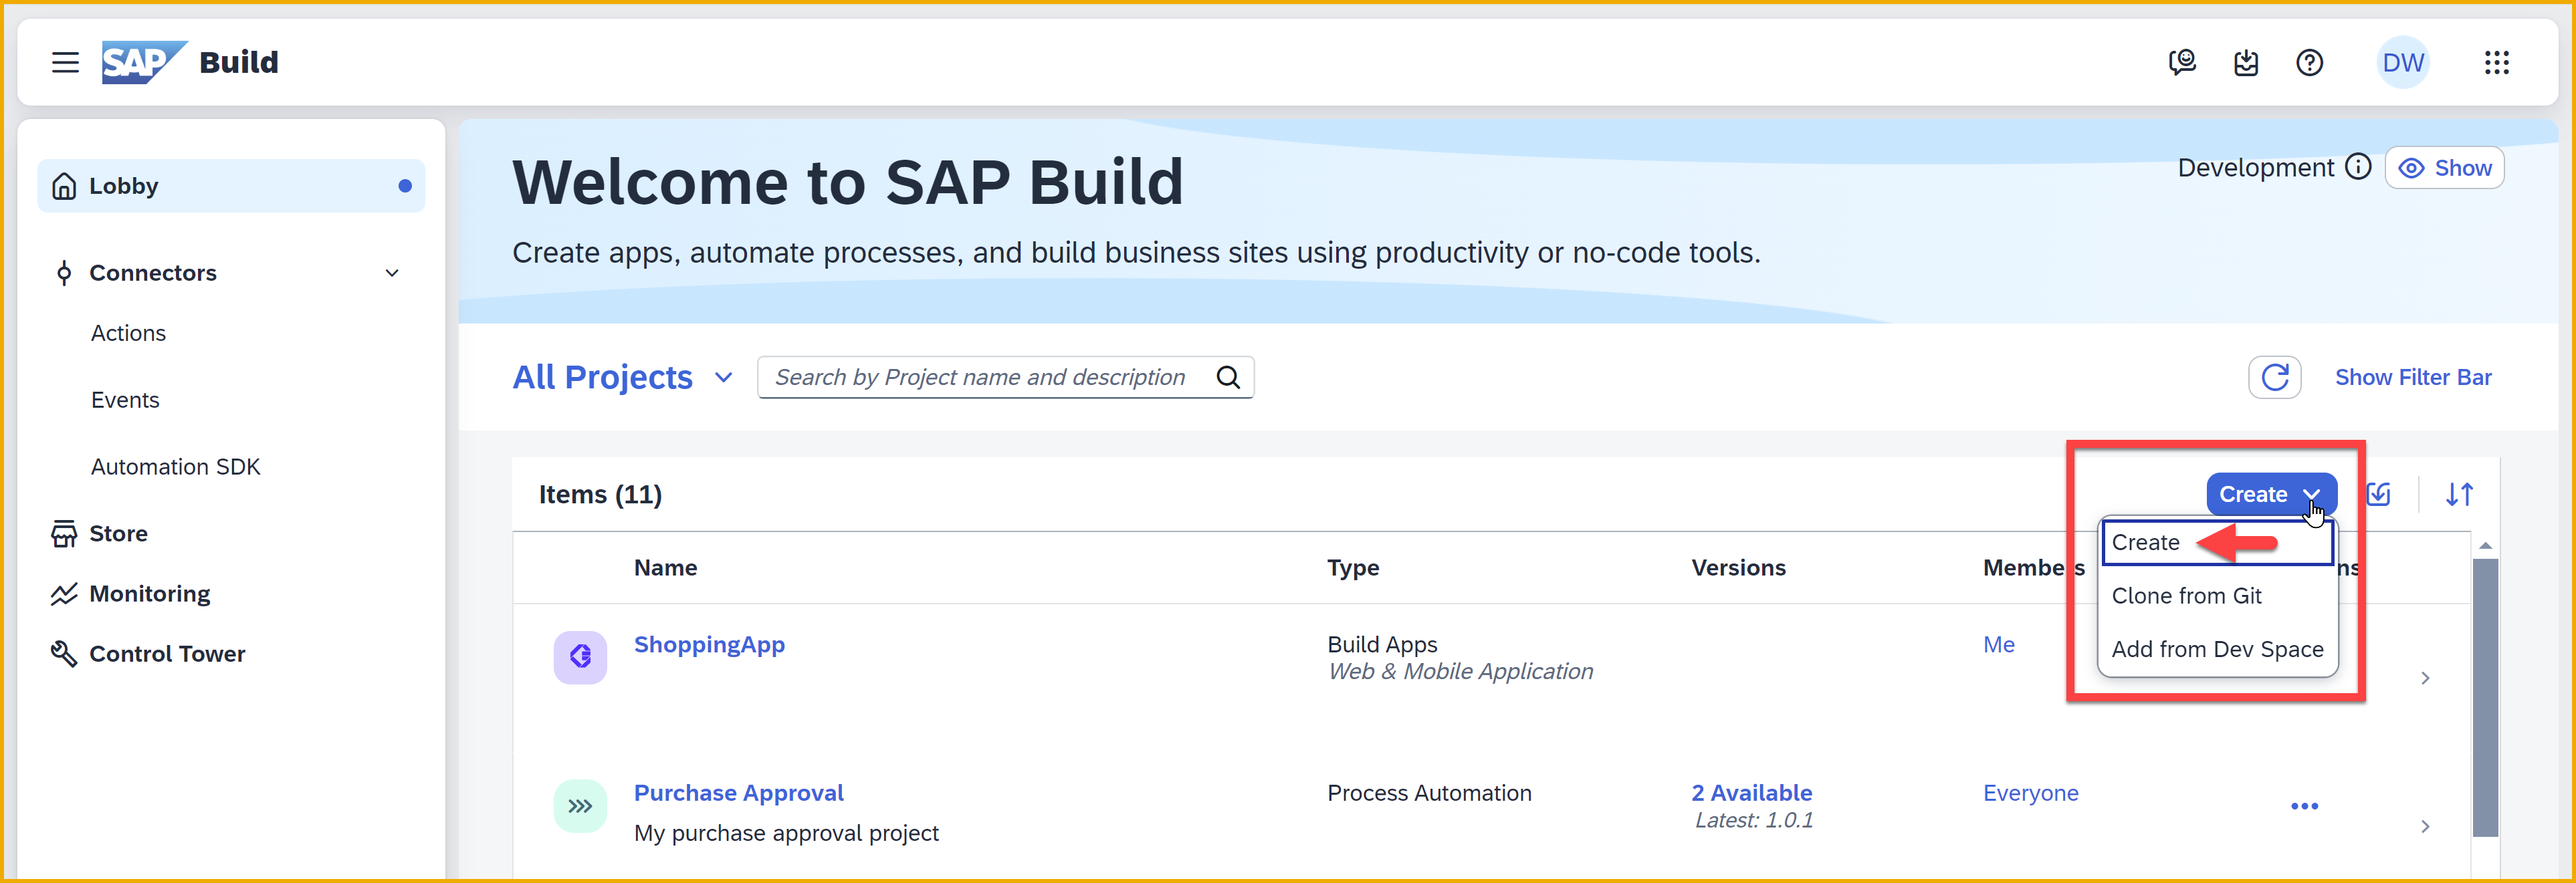 SAP Build
DW
Lobby
Connectors
Actions
Events
Automation SDK
Store
Monitoring
Control Tower
Welcome to SAP Build
Development
Show
Create apps, automate processes, and build business sites using productivity or no-code tools.
All Projects
Search by Project name and description
Show Filter Bar
Items (11)
Create
Create
Clone from Git
Add from Dev Space
Name Type Versions Members
ShoppingApp
Build Apps
Web & Mobile Application
Me
Purchase Approval
My purchase approval project
Process Automation
2 Available
Latest: 1.0.1
Everyone